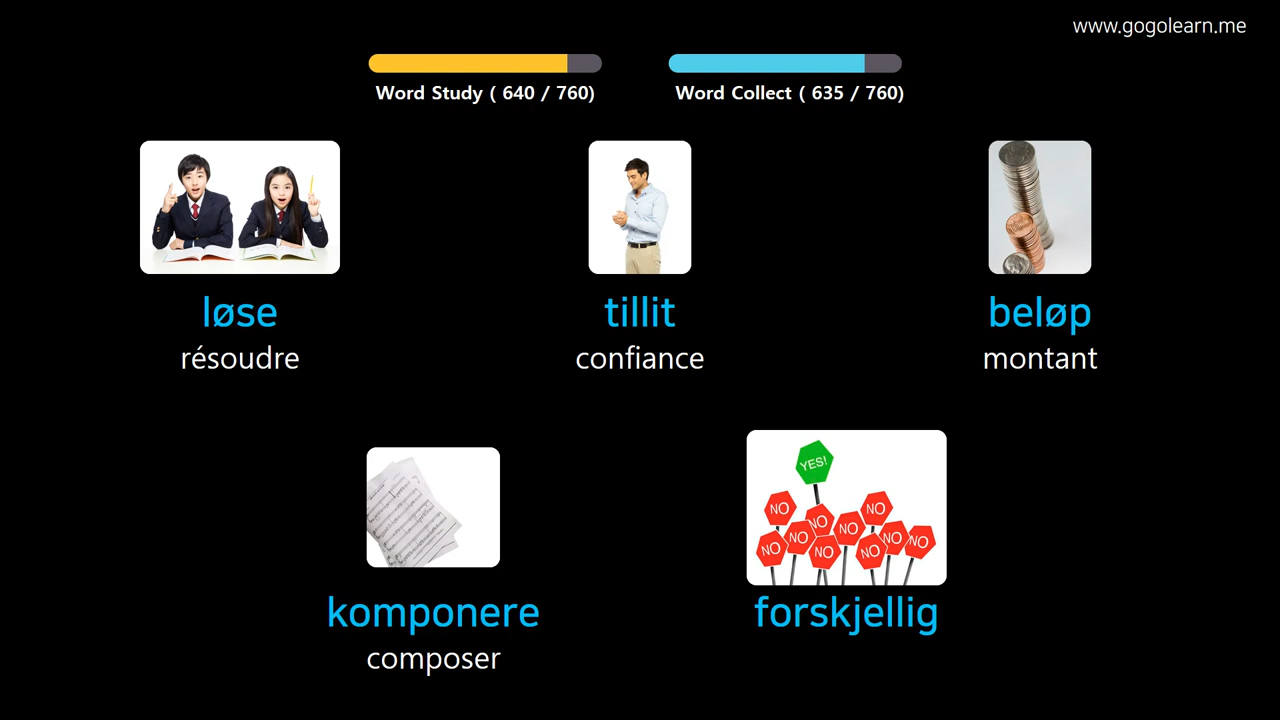 www.gogolearn.me
Word Study ( 640 / 760)
Word Collect ( 635 / 760)
løse
résoudre
tillit
confiance
beløp
montant
komponere
composer
YES!
NO
NO
NO
NO
NO
NO
NO
NO
NO
NO
forskjellig